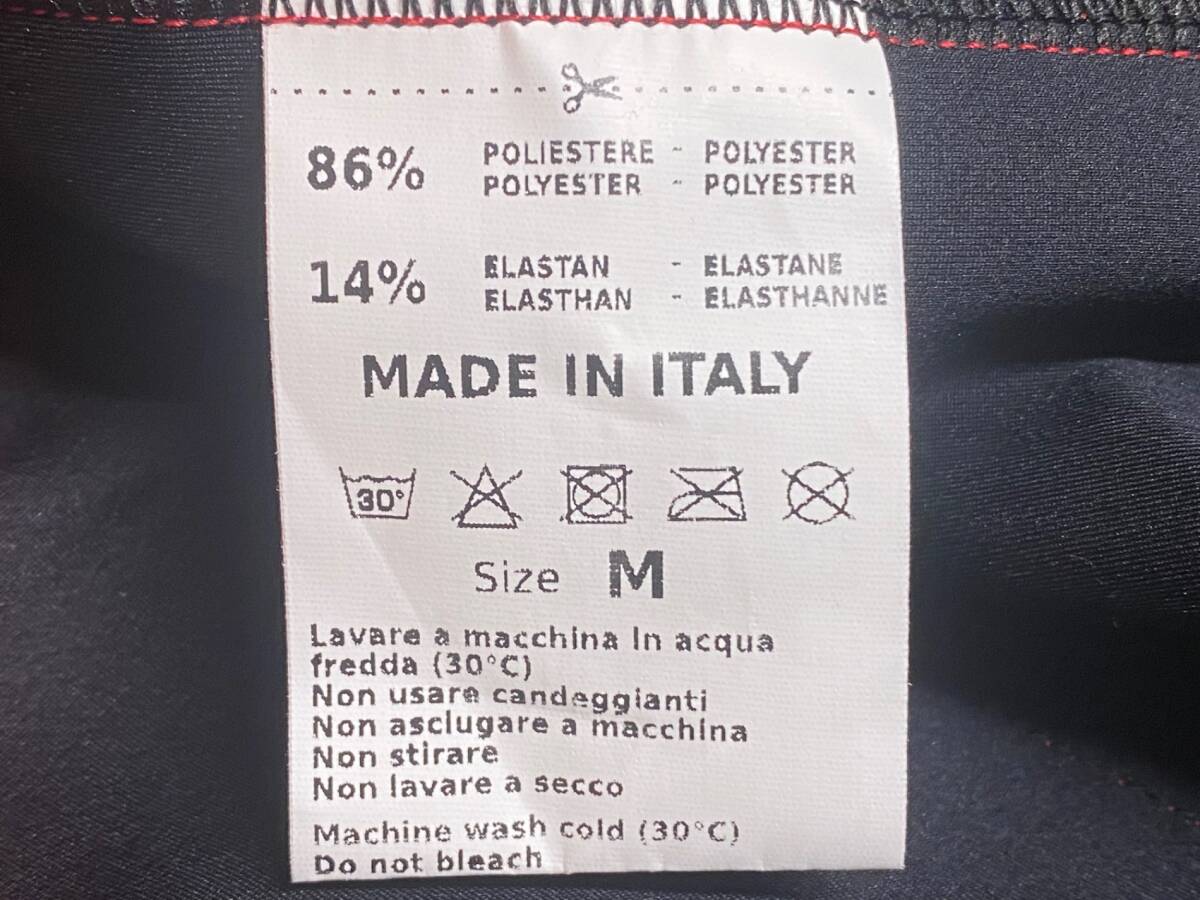 86% POLIESTERE - POLYESTER
POLYESTER - POLYESTER
14% ELASTAN - ELASTANE
ELASTHAN - ELASTHANNE
MADE IN ITALY
30°
Size M
Lavare a macchina in acqua
fredda (30°C)
Non usare candeggianti
Non asciugare a macchina
Non stirare
Non lavare a secco
Machine wash cold (30°C)
Do not bleach